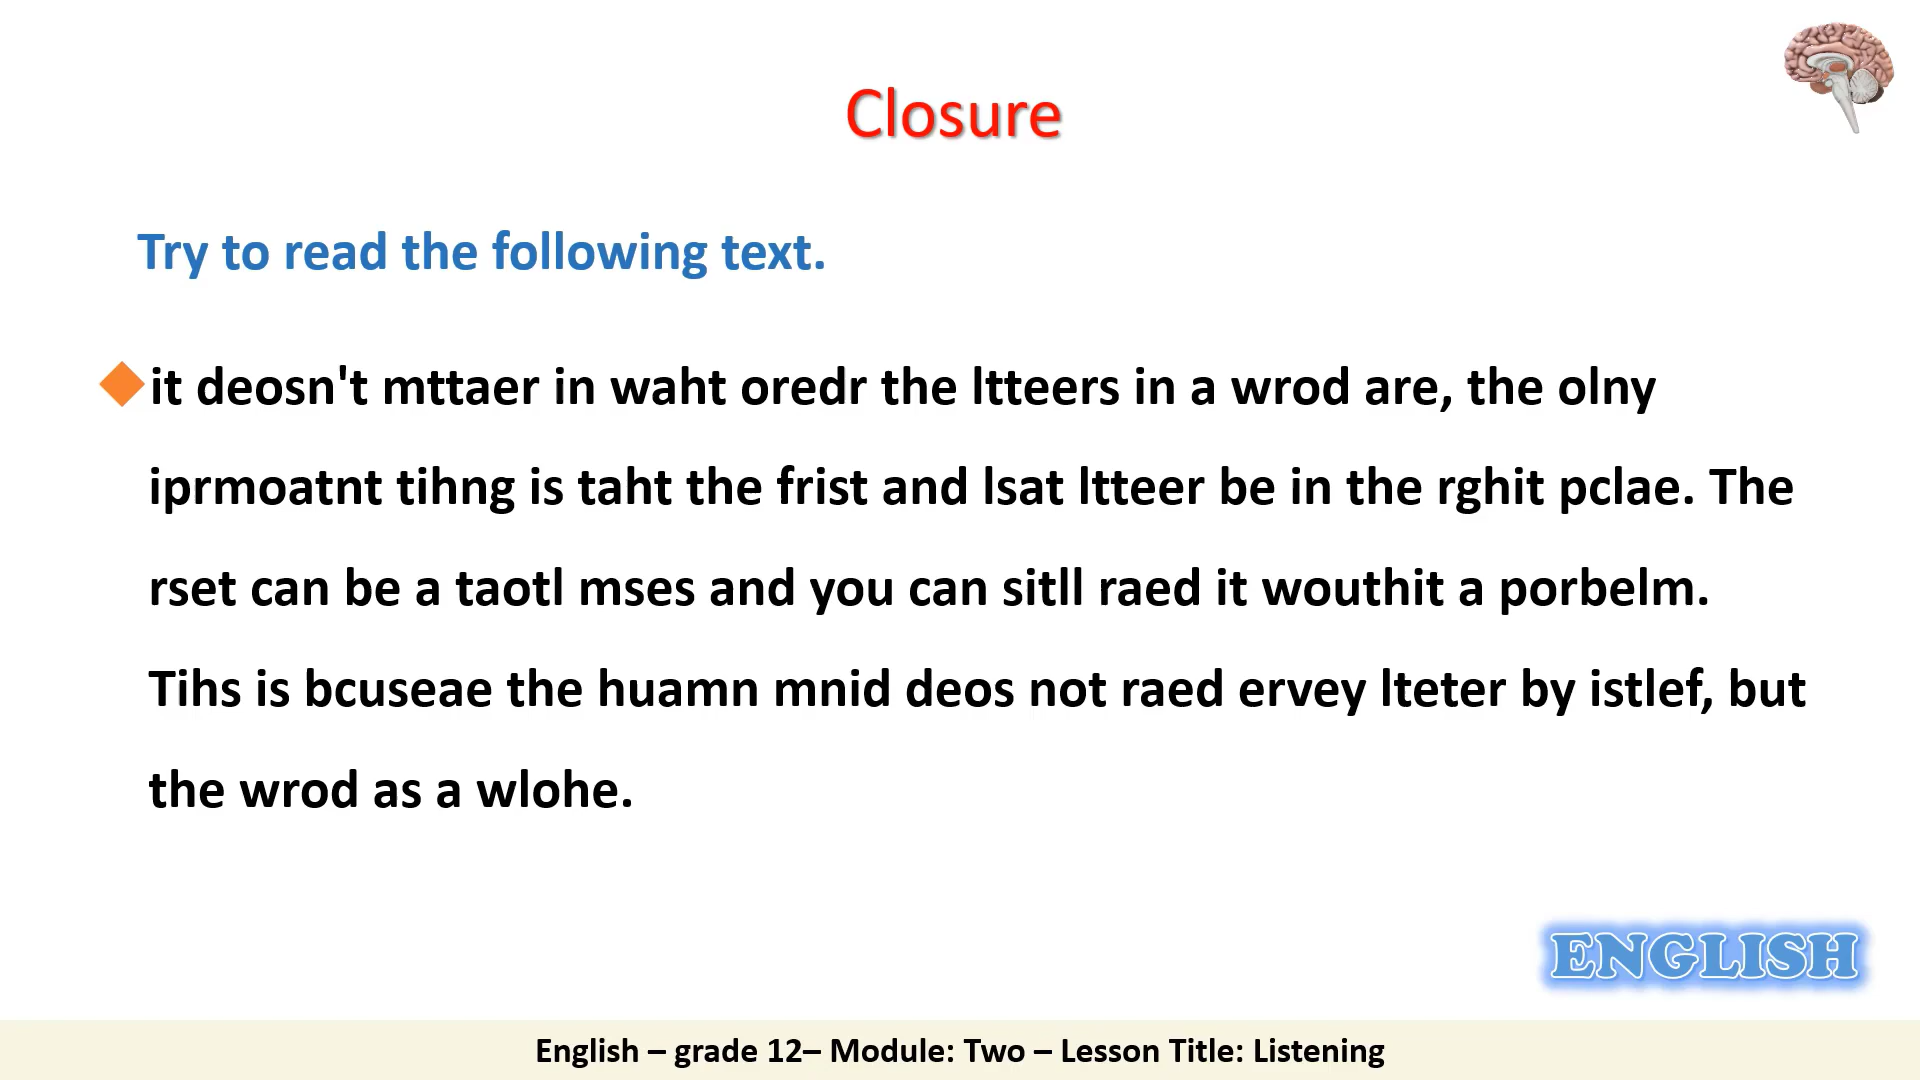 Closure
Try to read the following text.
it deosn't mttaer in waht oredr the ltteers in a wrod are, the olny
iprmoatnt tihng is taht the frist and lsat ltteer be in the rghit pclae. The
rset can be a taotl mses and you can sitll raed it wouthit a porbelm.
Tihs is bcuseae the huamn mnid deos not raed ervey lteter by istlef, but
the wrod as a wlohe.
ENGLISH
English – grade 12– Module: Two – Lesson Title: Listening